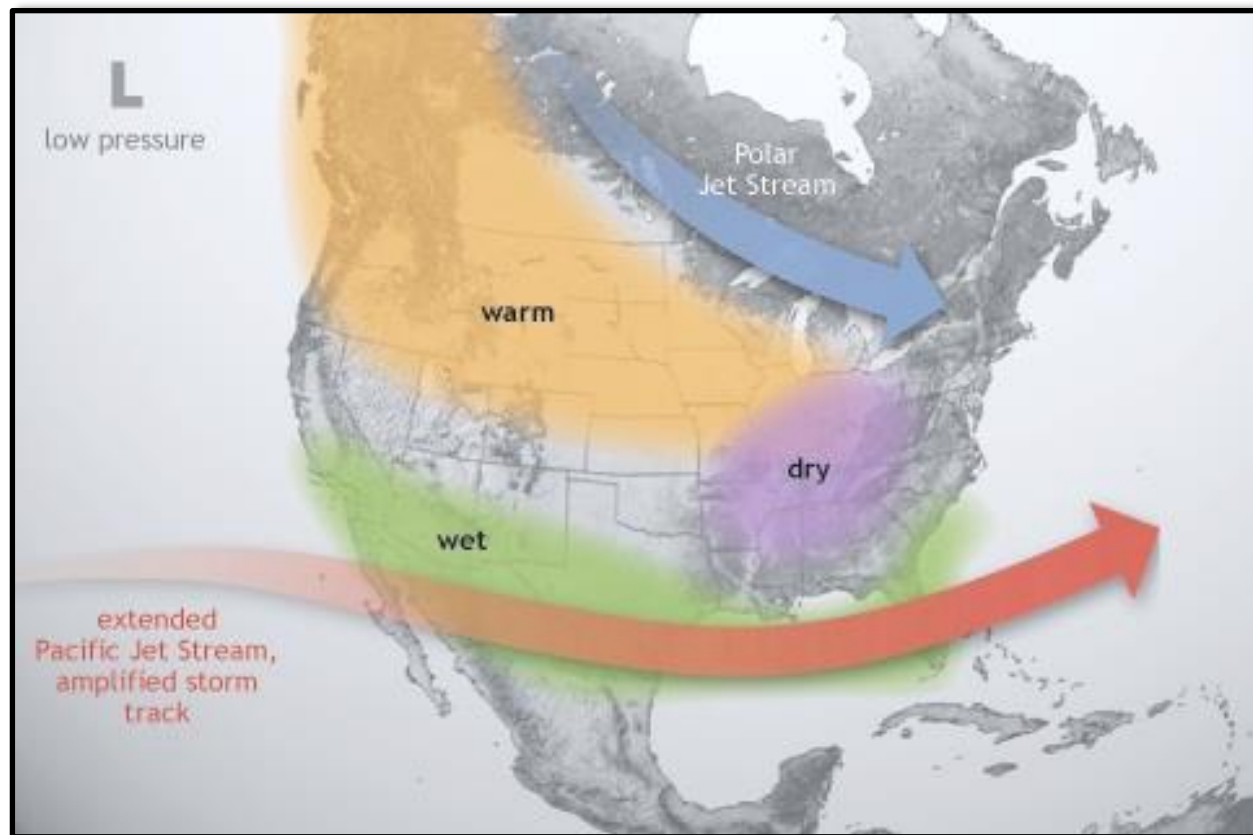 L
low pressure
Polar
Jet Stream
warm
dry
wet
extended
Pacific Jet Stream,
amplified storm
track